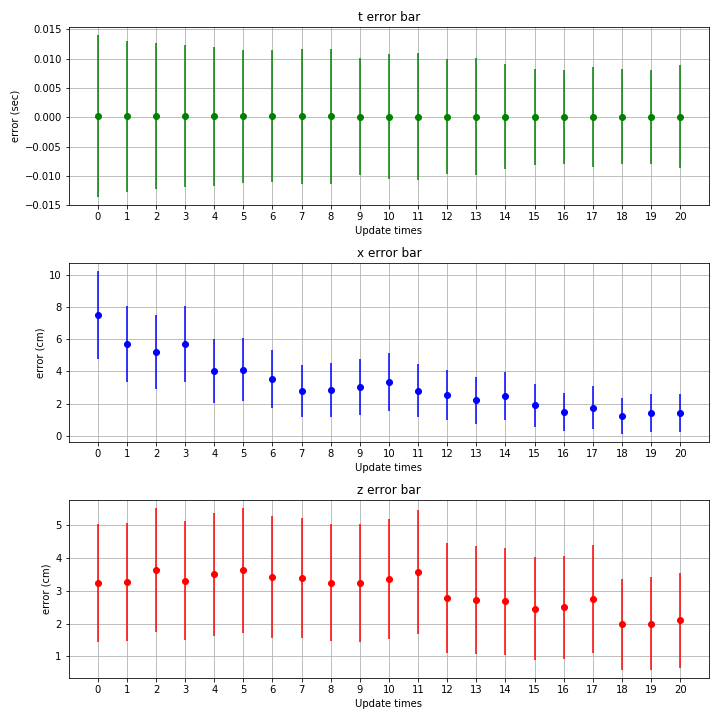 t error bar
0.015
0.010
0.005
0.000
−0.005
−0.010
−0.015
error (sec)
0 1 2 3 4 5 6 7 8 9 10 11 12 13 14 15 16 17 18 19 20
Update times
x error bar
10
8
6
4
2
0
error (cm)
0 1 2 3 4 5 6 7 8 9 10 11 12 13 14 15 16 17 18 19 20
Update times
z error bar
5
4
3
2
1
error (cm)
0 1 2 3 4 5 6 7 8 9 10 11 12 13 14 15 16 17 18 19 20
Update times